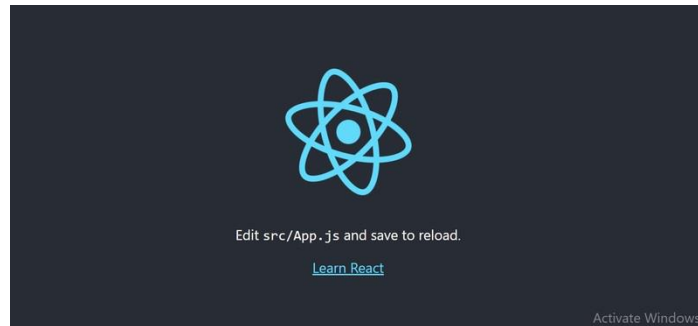 Edit src/App.js and save to reload.
Learn React
Activate Windows